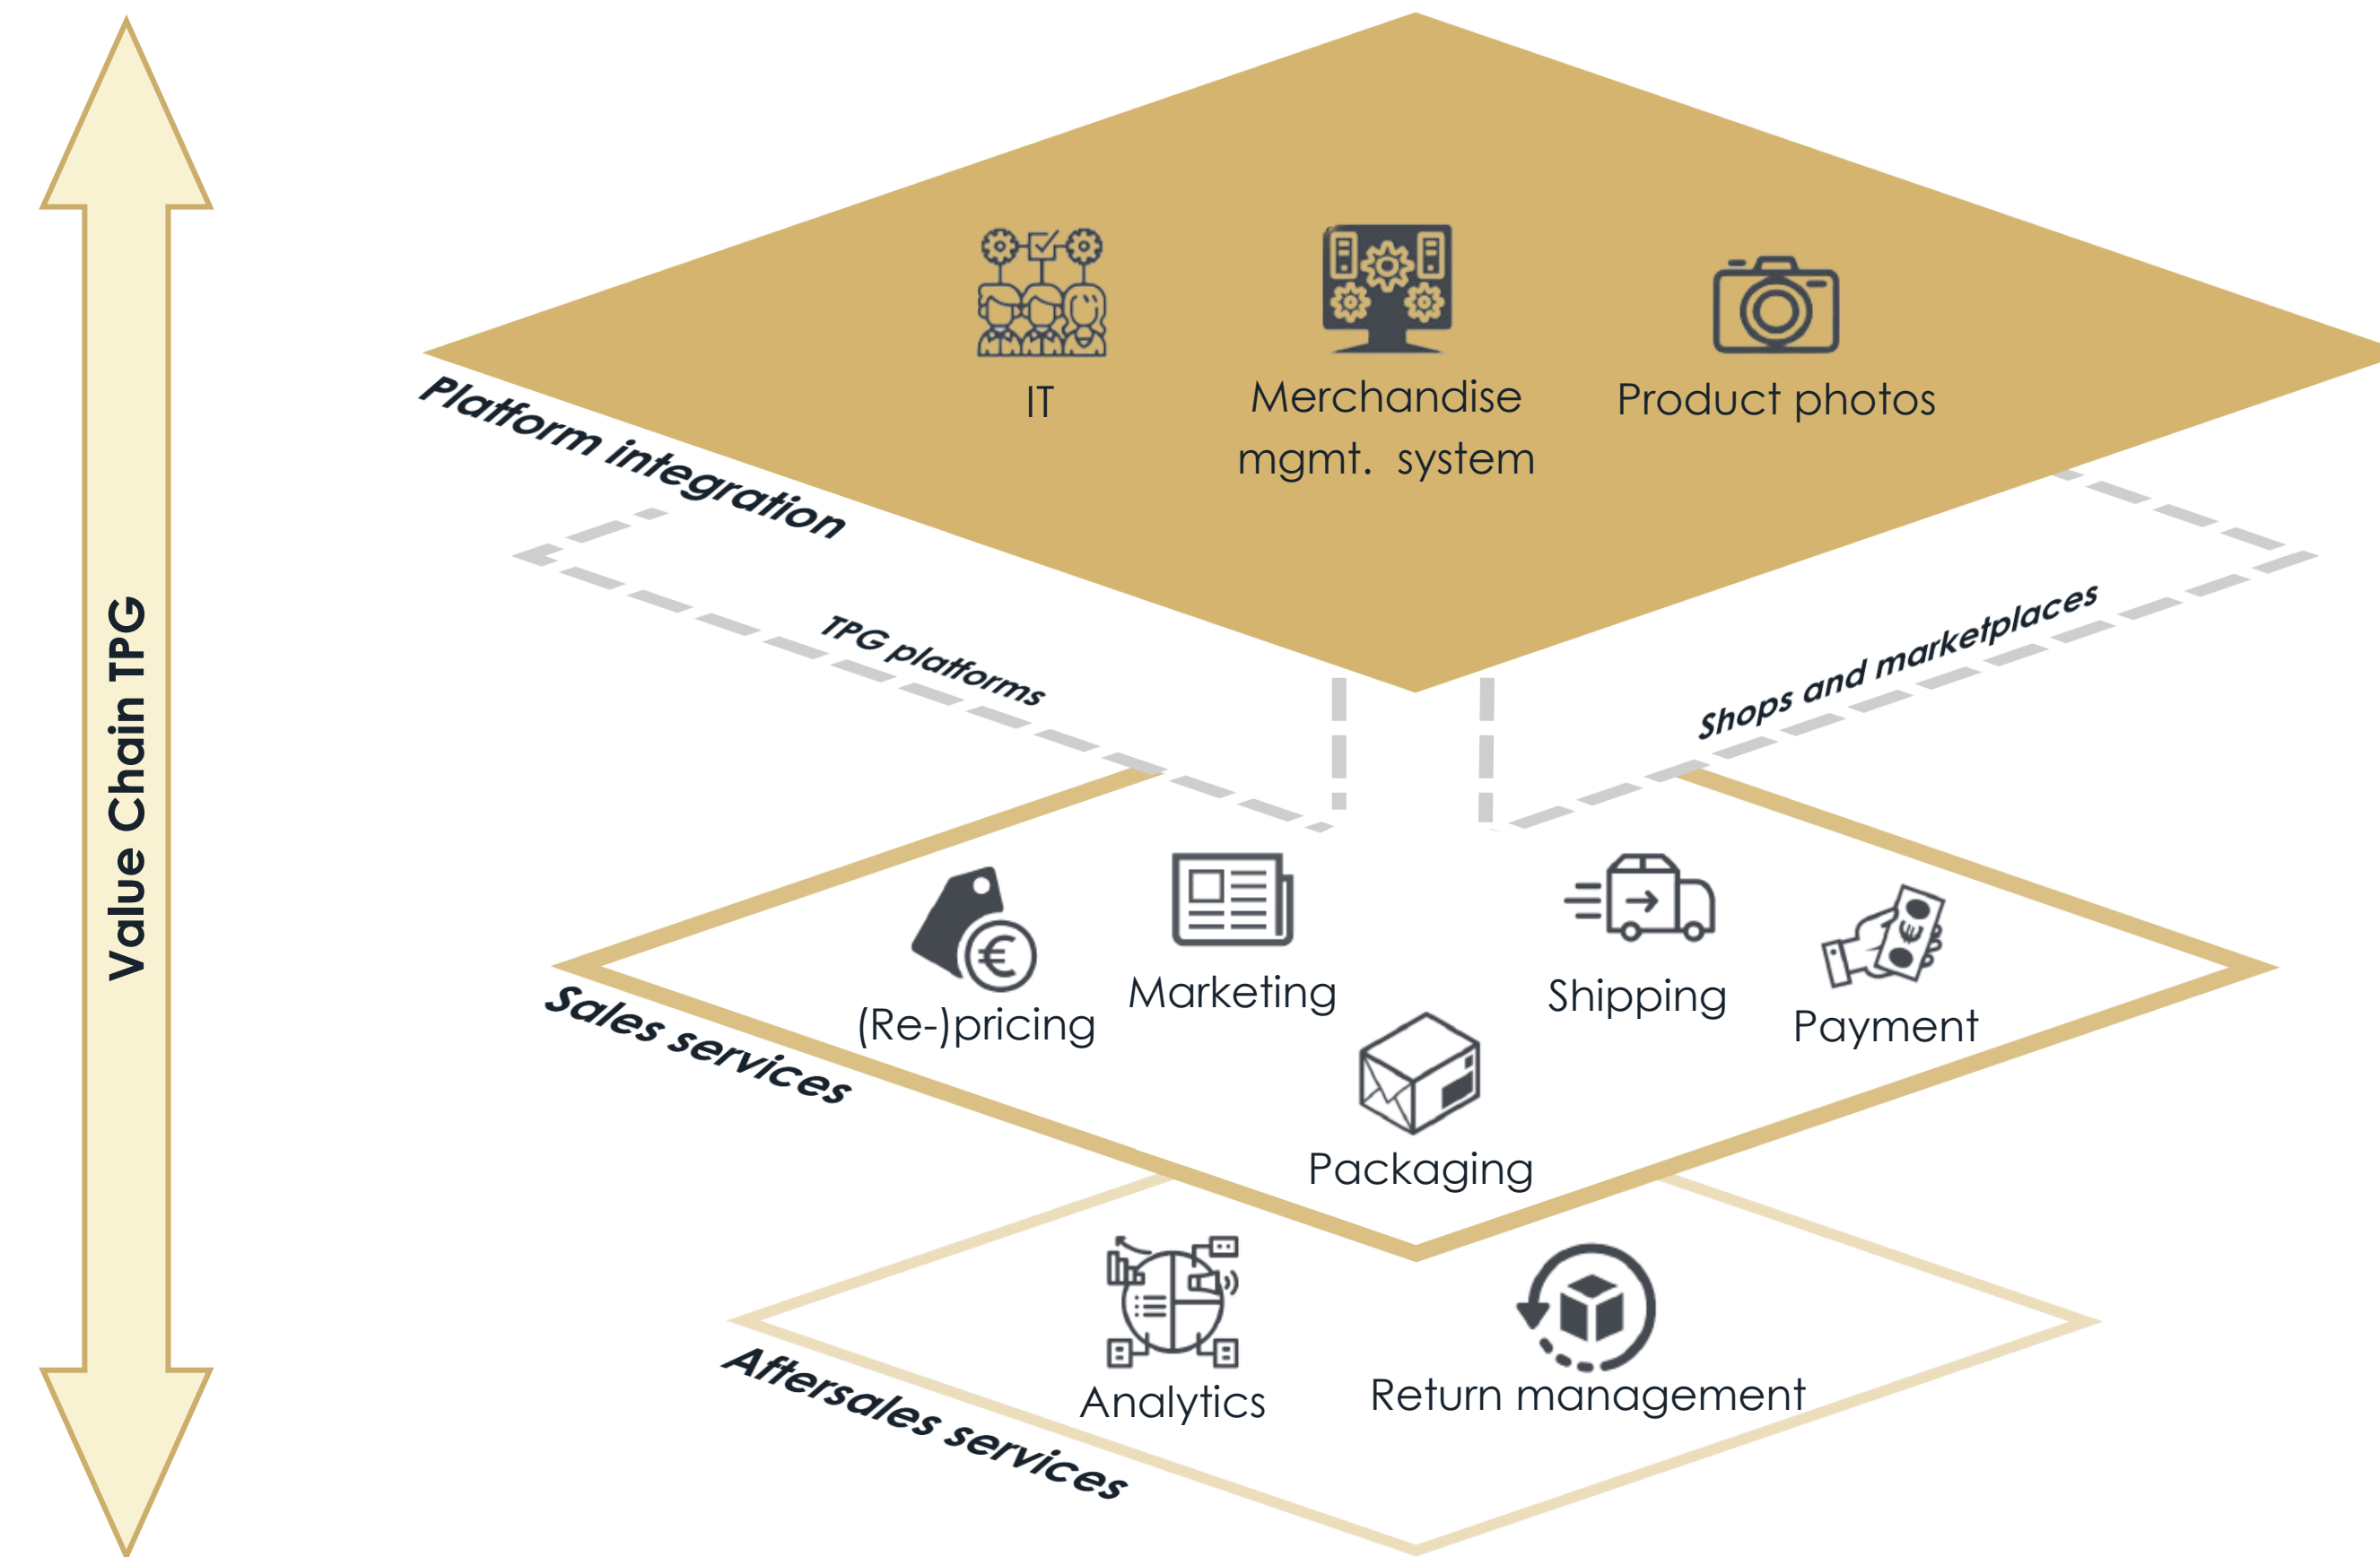 Value Chain TPG
IT
Merchandise
mgmt. system
Product photos
Platform integration
TPG platforms
Shops and marketplaces
(Re-)pricing
Marketing
Shipping
Payment
Packaging
Sales services
Analytics
Return management
Aftersales services